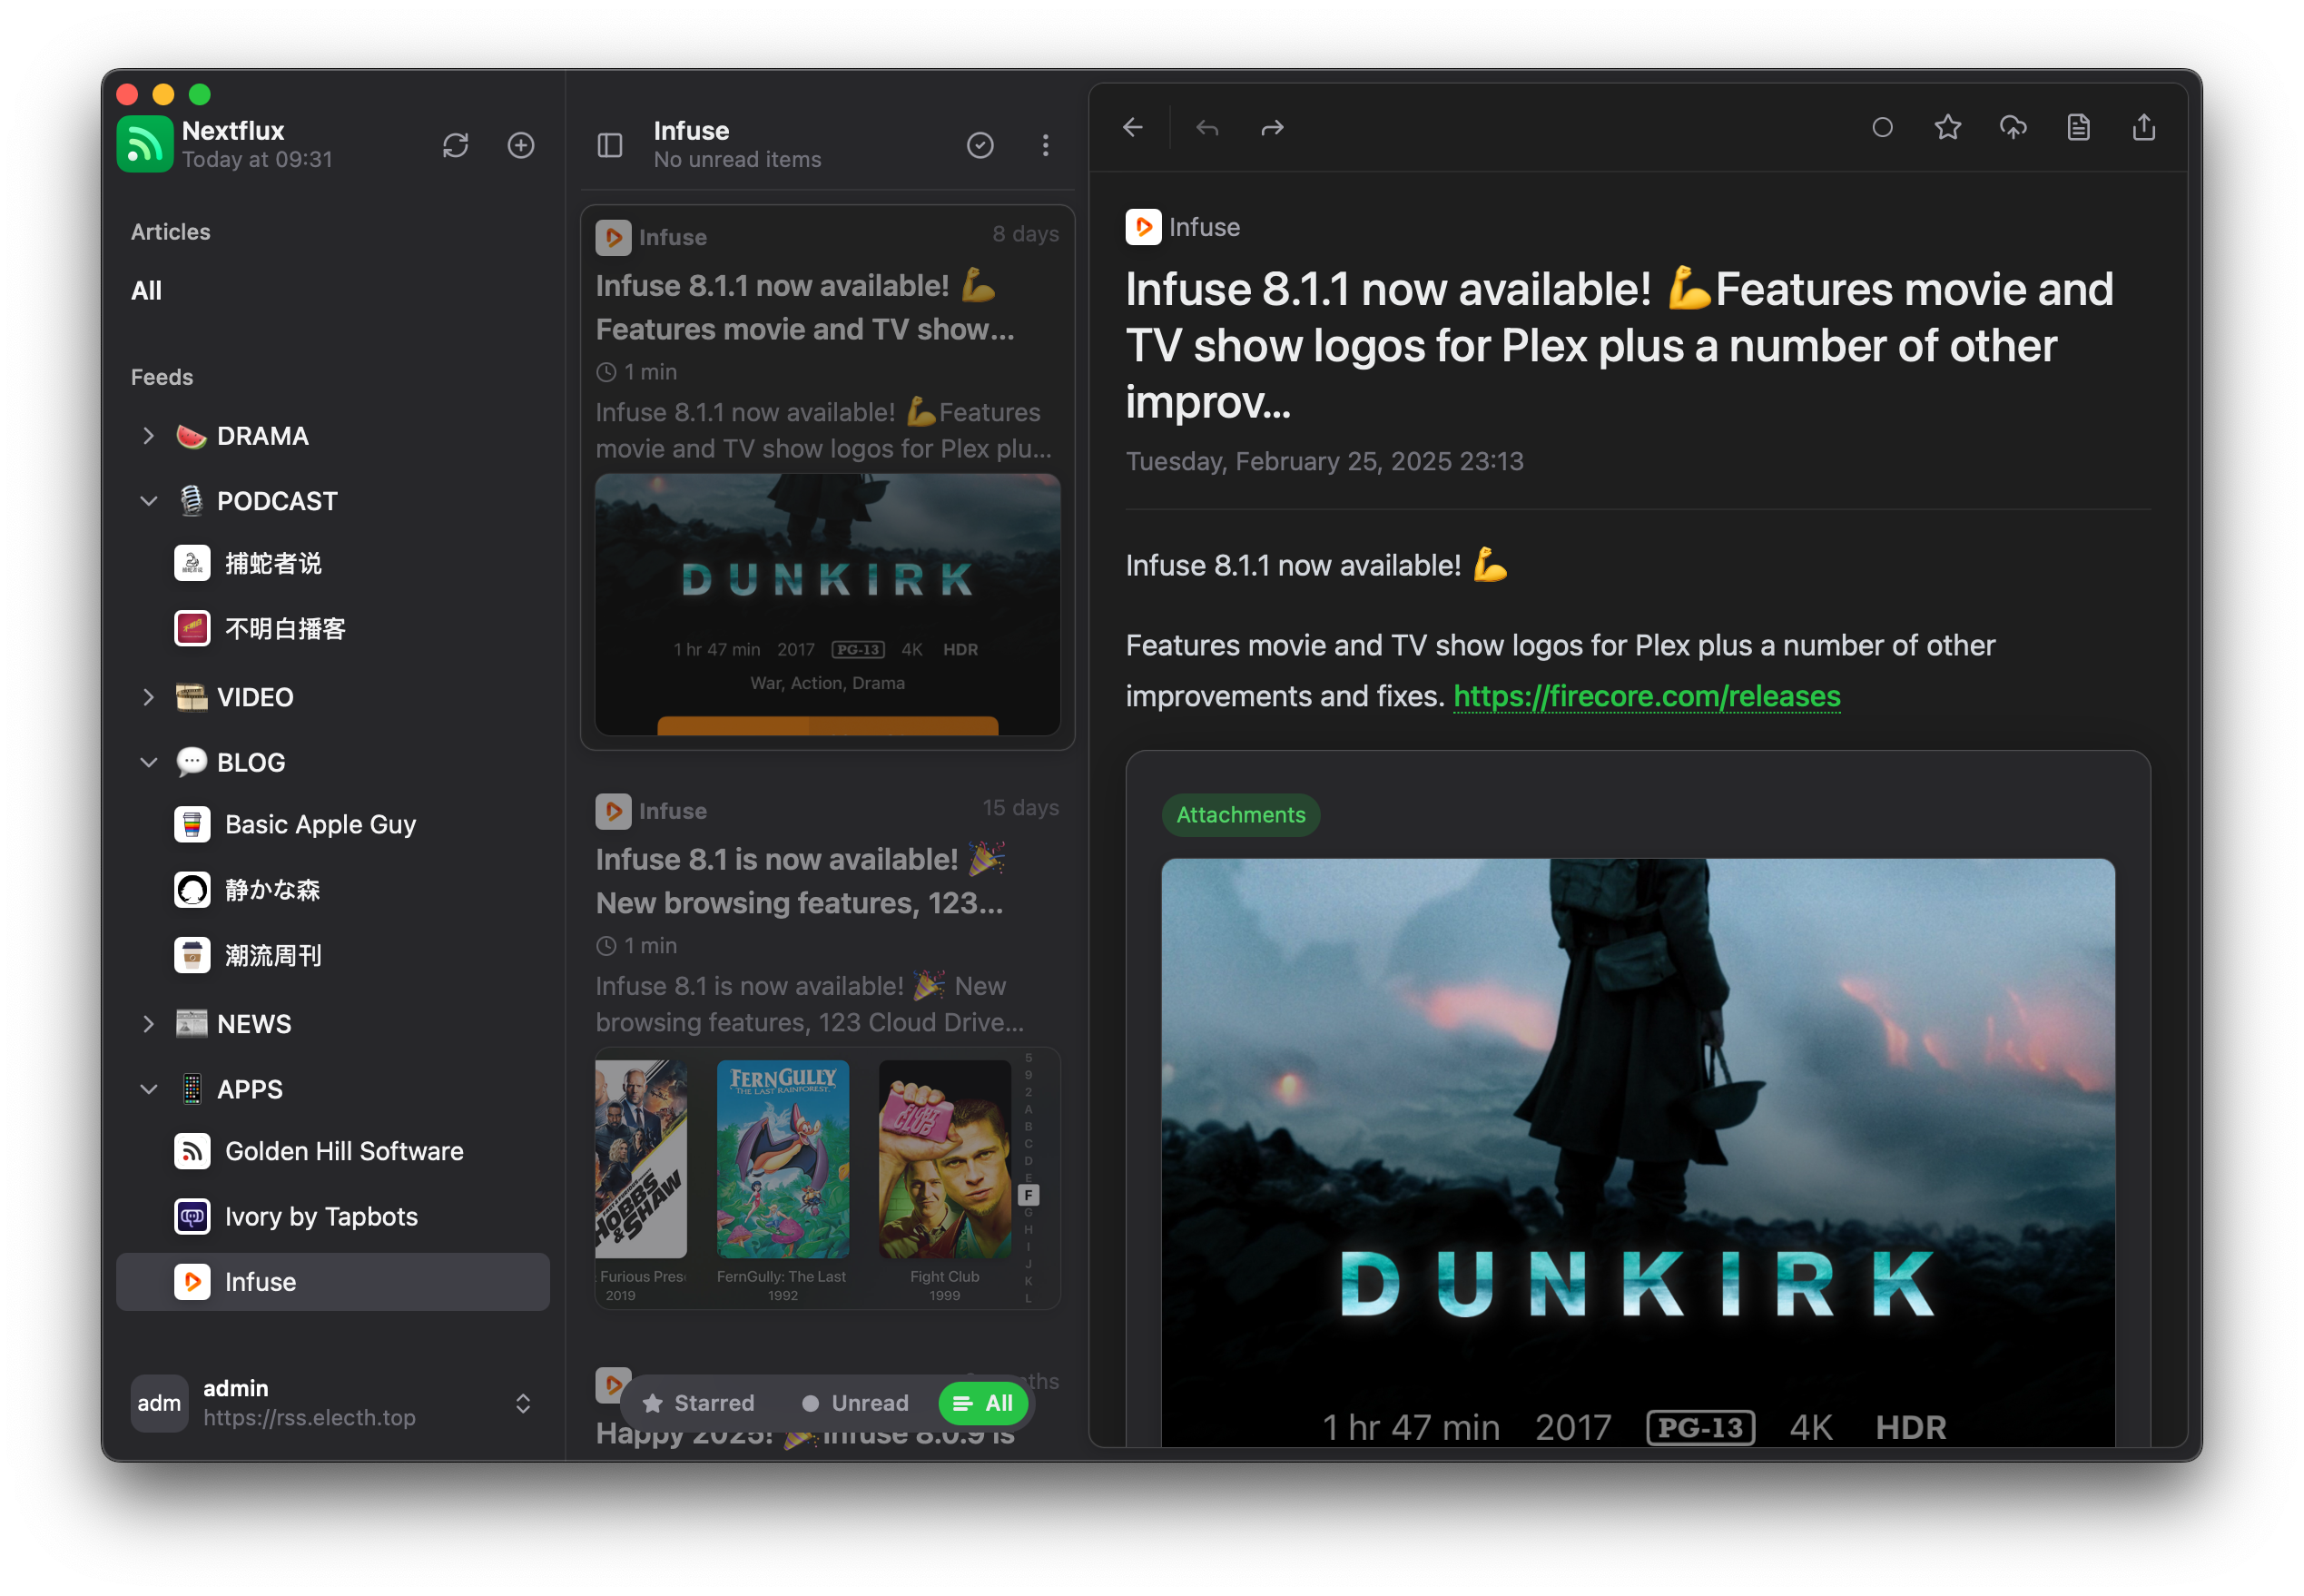 Nextflux
Today at 09:31
Articles
All
Feeds
DRAMA
PODCAST
捕蛇者说
不明白播客
VIDEO
BLOG
Basic Apple Guy
静かな森
潮流周刊
NEWS
APPS
Golden Hill Software
Ivory by Tapbots
Infuse
adm
admin
https://rss.electh.top
Infuse
No unread items
Infuse
8 days
Infuse 8.1.1 now available! 💪
Features movie and TV show...
1 min
Infuse 8.1.1 now available! 💪Features
movie and TV show logos for Plex plu...
DUNKIRK
1 hr 47 min 2017 PG-13 4K HDR
War, Action, Drama
Infuse
15 days
Infuse 8.1 is now available! 🎉
New browsing features, 123...
1 min
Infuse 8.1 is now available! 🎉 New
browsing features, 123 Cloud Drive...
HOBBS
& SHAW
FERNGULLY
THE LAST RAINFOREST
FIGHT
CLUB
Furious Pres
2019
FernGully: The Last
1992
Fight Club
1999
5
9
2
A
B
C
D
E
F
G
H
I
J
K
L
Starred
Unread
All
Happy 2025! 🎉 Infuse 8.0.9 is
Infuse
Infuse 8.1.1 now available! 💪Features movie and
TV show logos for Plex plus a number of other
improv...
Tuesday, February 25, 2025 23:13
Infuse 8.1.1 now available! 💪
Features movie and TV show logos for Plex plus a number of other
improvements and fixes. https://firecore.com/releases
Attachments
DUNKIRK
1 hr 47 min 2017 PG-13 4K HDR